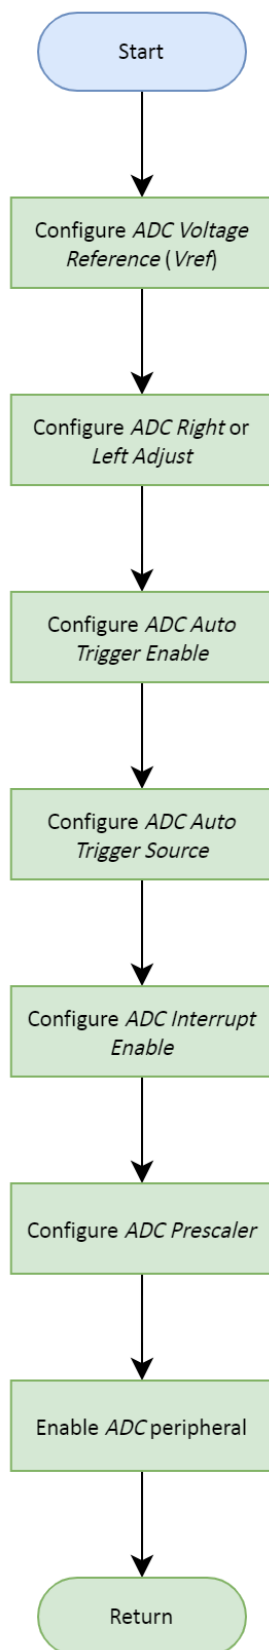 Start
Configure ADC Voltage
Reference (Vref)
Configure ADC Right or
Left Adjust
Configure ADC Auto
Trigger Enable
Configure ADC Auto
Trigger Source
Configure ADC Interrupt
Enable
Configure ADC Prescaler
Enable ADC peripheral
Return